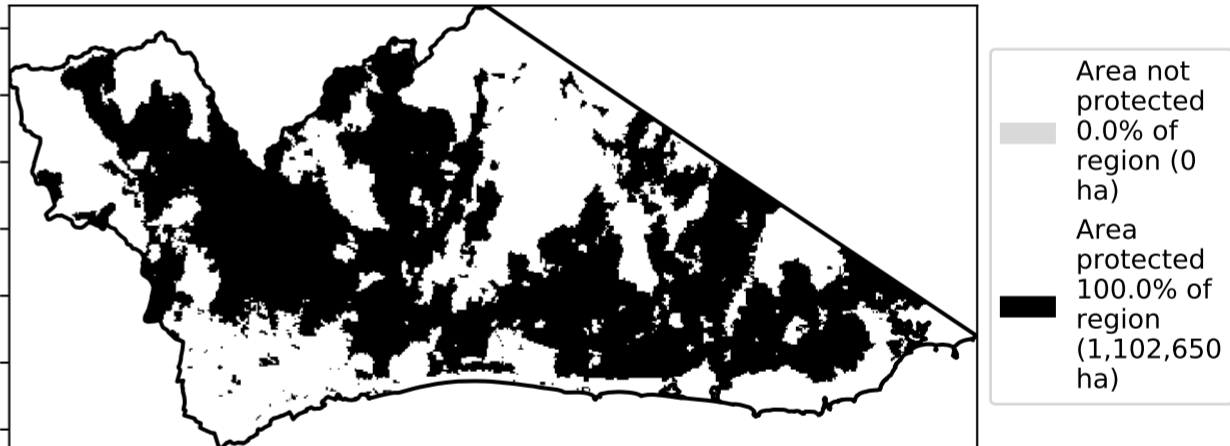 Area not
protected
0.0% of
region (0
ha)
Area
protected
100.0% of
region
(1,102,650
ha)